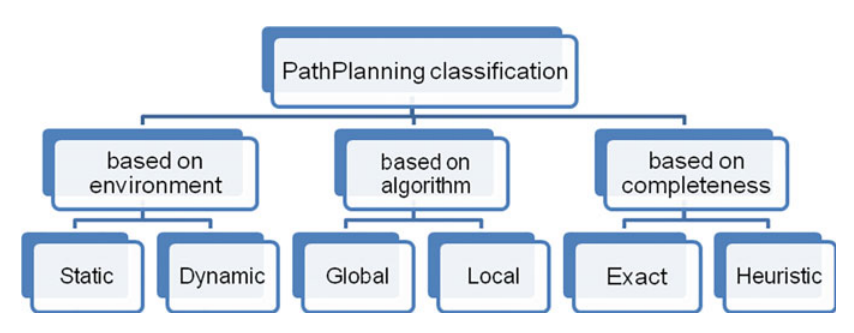 PathPlanning classification
based on
environment
based on
algorithm
based on
completeness
Static
Dynamic
Global
Local
Exact
Heuristic